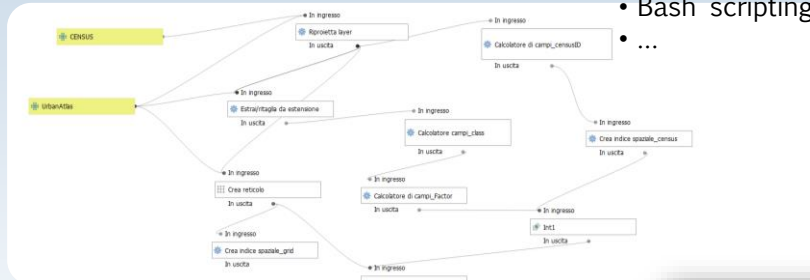 • Bash scripting
• ...
In ingresso
CENSUS
Riproietta layer
In uscita
In ingresso
Calcolatore di campi_censusID
In uscita
UrbanAtlas
In ingresso
Estrai/ritaglia da estensione
In uscita
In ingresso
Calcolatore campi_class
In uscita
In ingresso
Crea indice spaziale_census
In uscita
In ingresso
Crea reticolo
In uscita
In ingresso
Calcolatore di campi_Factor
In uscita
In ingresso
Int1
In uscita
In ingresso
Crea indice spaziale_grid
In uscita
In ingresso